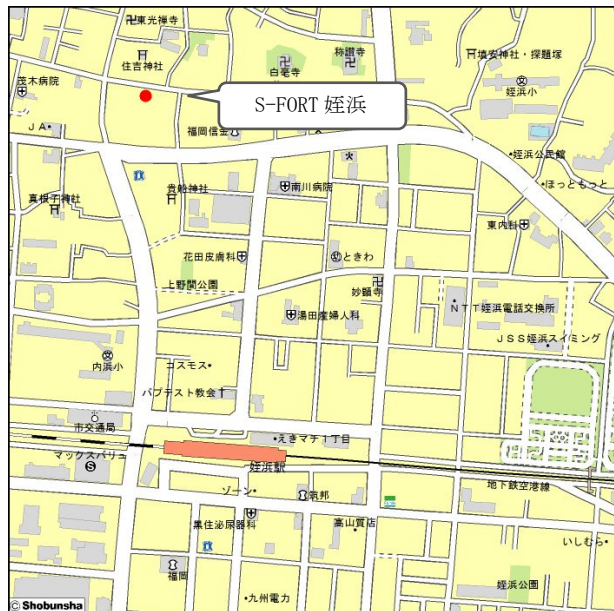 東光禅寺
住吉神社
白毫寺
称讃寺
埴安神社・探題塚
茂木病院
姪浜小
S-FORT 姪浜
JA
福岡信金
姪浜公民館
ほっともっと
真根子神社
貴船神社
南川病院
東内科
花田皮膚科
ときわ
上野間公園
妙顕寺
湯田産婦人科
NTT姪浜電話交換所
JSS姪浜スイミング
内浜小
コスモス
バプテスト教会
市交通局
えきマチ1丁目
マックスバリュ
姪浜駅
地下鉄空港線
ゾーン
筑邦
黒住泌尿器科
高山質店
いしむら
福岡
姪浜公園
九州電力
© Shobunsha